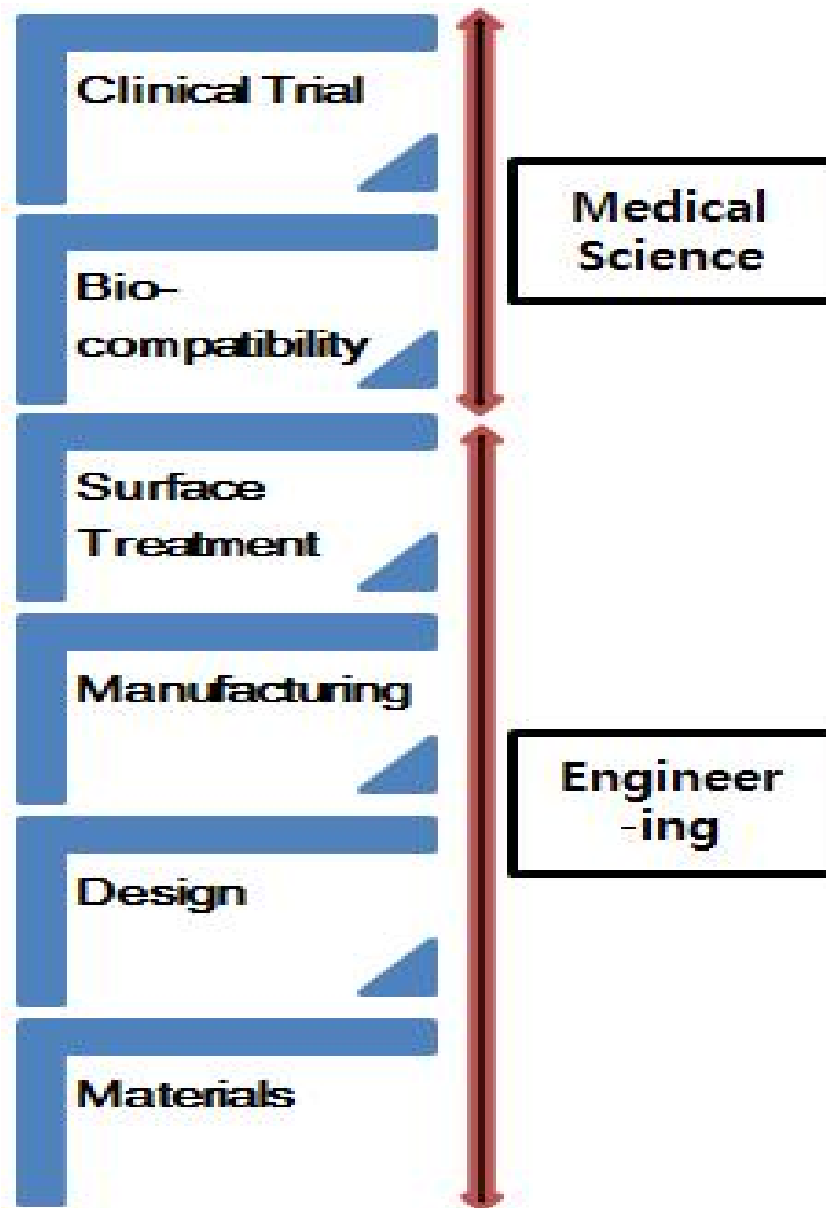 Clinical Trial
Medical
Science
Bio-
compatibility
Surface
Treatment
Manufacturing
Engineer
-ing
Design
Materials